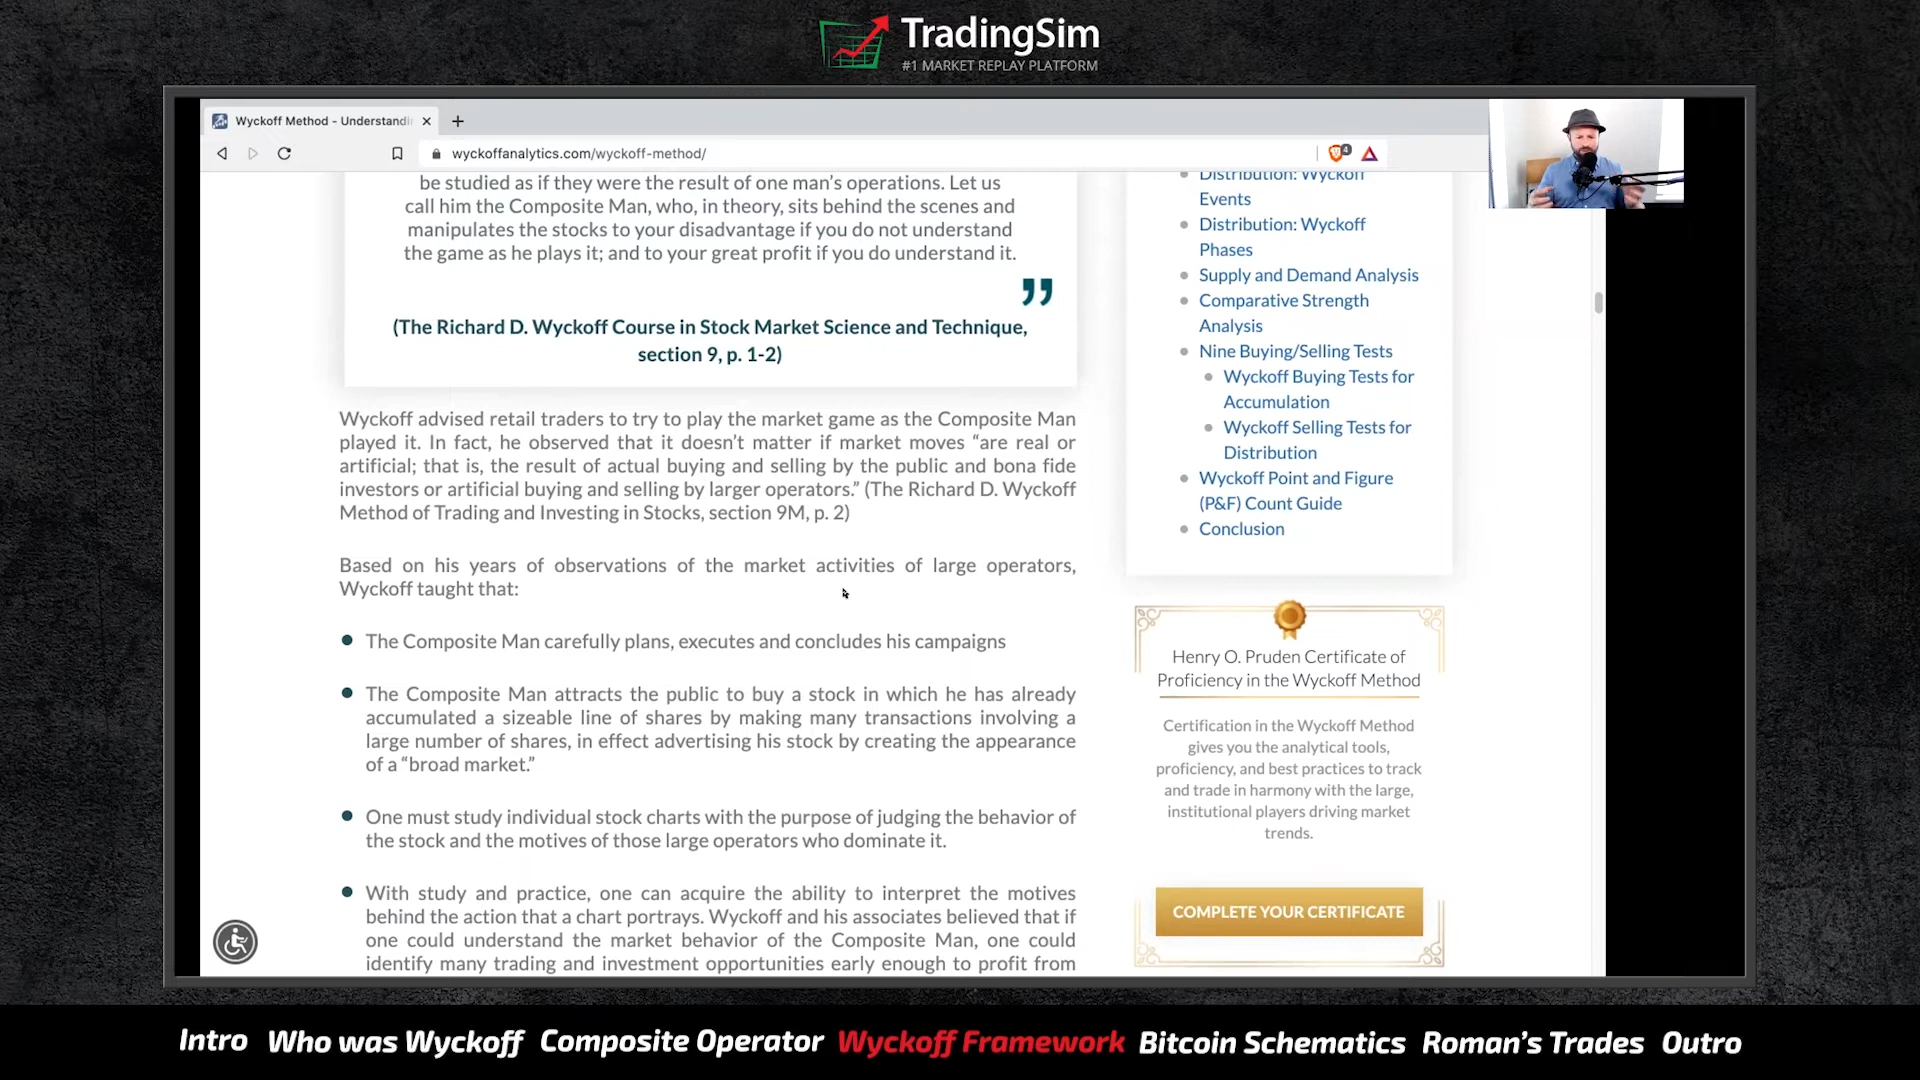 TradingSim
#1 MARKET REPLAY PLATFORM
Wyckoff Method - Understandi
wyckoffanalytics.com/wyckoff-method/
4
be studied as if they were the result of one man's operations. Let us
call him the Composite Man, who, in theory, sits behind the scenes and
manipulates the stocks to your disadvantage if you do not understand
the game as he plays it; and to your great profit if you do understand it.
”
(The Richard D. Wyckoff Course in Stock Market Science and Technique,
section 9, p. 1-2)
Wyckoff advised retail traders to try to play the market game as the Composite Man
played it. In fact, he observed that it doesn't matter if market moves “are real or
artificial; that is, the result of actual buying and selling by the public and bona fide
investors or artificial buying and selling by larger operators.” (The Richard D. Wyckoff
Method of Trading and Investing in Stocks, section 9M, p. 2)
Based on his years of observations of the market activities of large operators,
Wyckoff taught that:
The Composite Man carefully plans, executes and concludes his campaigns
The Composite Man attracts the public to buy a stock in which he has already
accumulated a sizeable line of shares by making many transactions involving a
large number of shares, in effect advertising his stock by creating the appearance
of a “broad market.”
One must study individual stock charts with the purpose of judging the behavior of
the stock and the motives of those large operators who dominate it.
With study and practice, one can acquire the ability to interpret the motives
behind the action that a chart portrays. Wyckoff and his associates believed that if
one could understand the market behavior of the Composite Man, one could
identify many trading and investment opportunities early enough to profit from
Distribution: Wyckoff
Events
Distribution: Wyckoff
Phases
Supply and Demand Analysis
Comparative Strength
Analysis
Nine Buying/Selling Tests
Wyckoff Buying Tests for
Accumulation
Wyckoff Selling Tests for
Distribution
Wyckoff Point and Figure
(P&F) Count Guide
Conclusion
Henry O. Pruden Certificate of
Proficiency in the Wyckoff Method
Certification in the Wyckoff Method
gives you the analytical tools,
proficiency, and best practices to track
and trade in harmony with the large,
institutional players driving market
trends.
COMPLETE YOUR CERTIFICATE
Intro Who was Wyckoff Composite Operator Wyckoff Framework Bitcoin Schematics Roman's Trades Outro